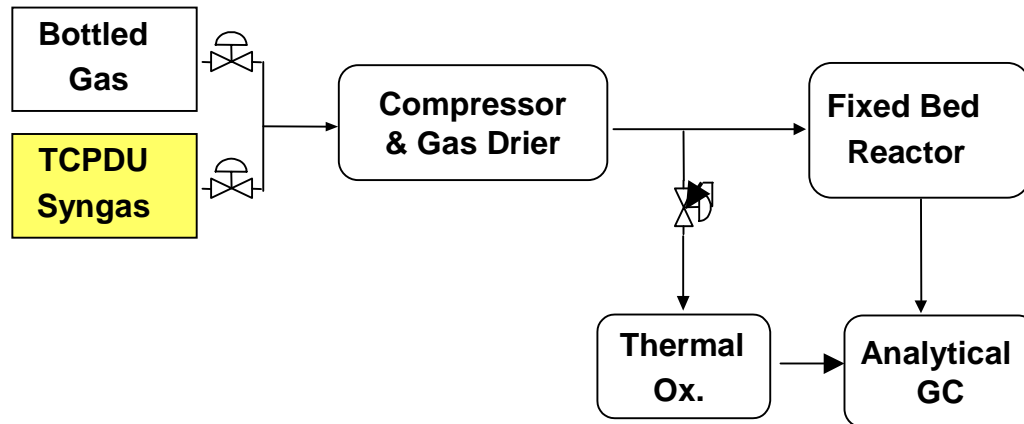 Bottled
Gas
TCPDU
Syngas
Compressor
& Gas Drier
Fixed Bed
Reactor
Thermal
Ox.
Analytical
GC